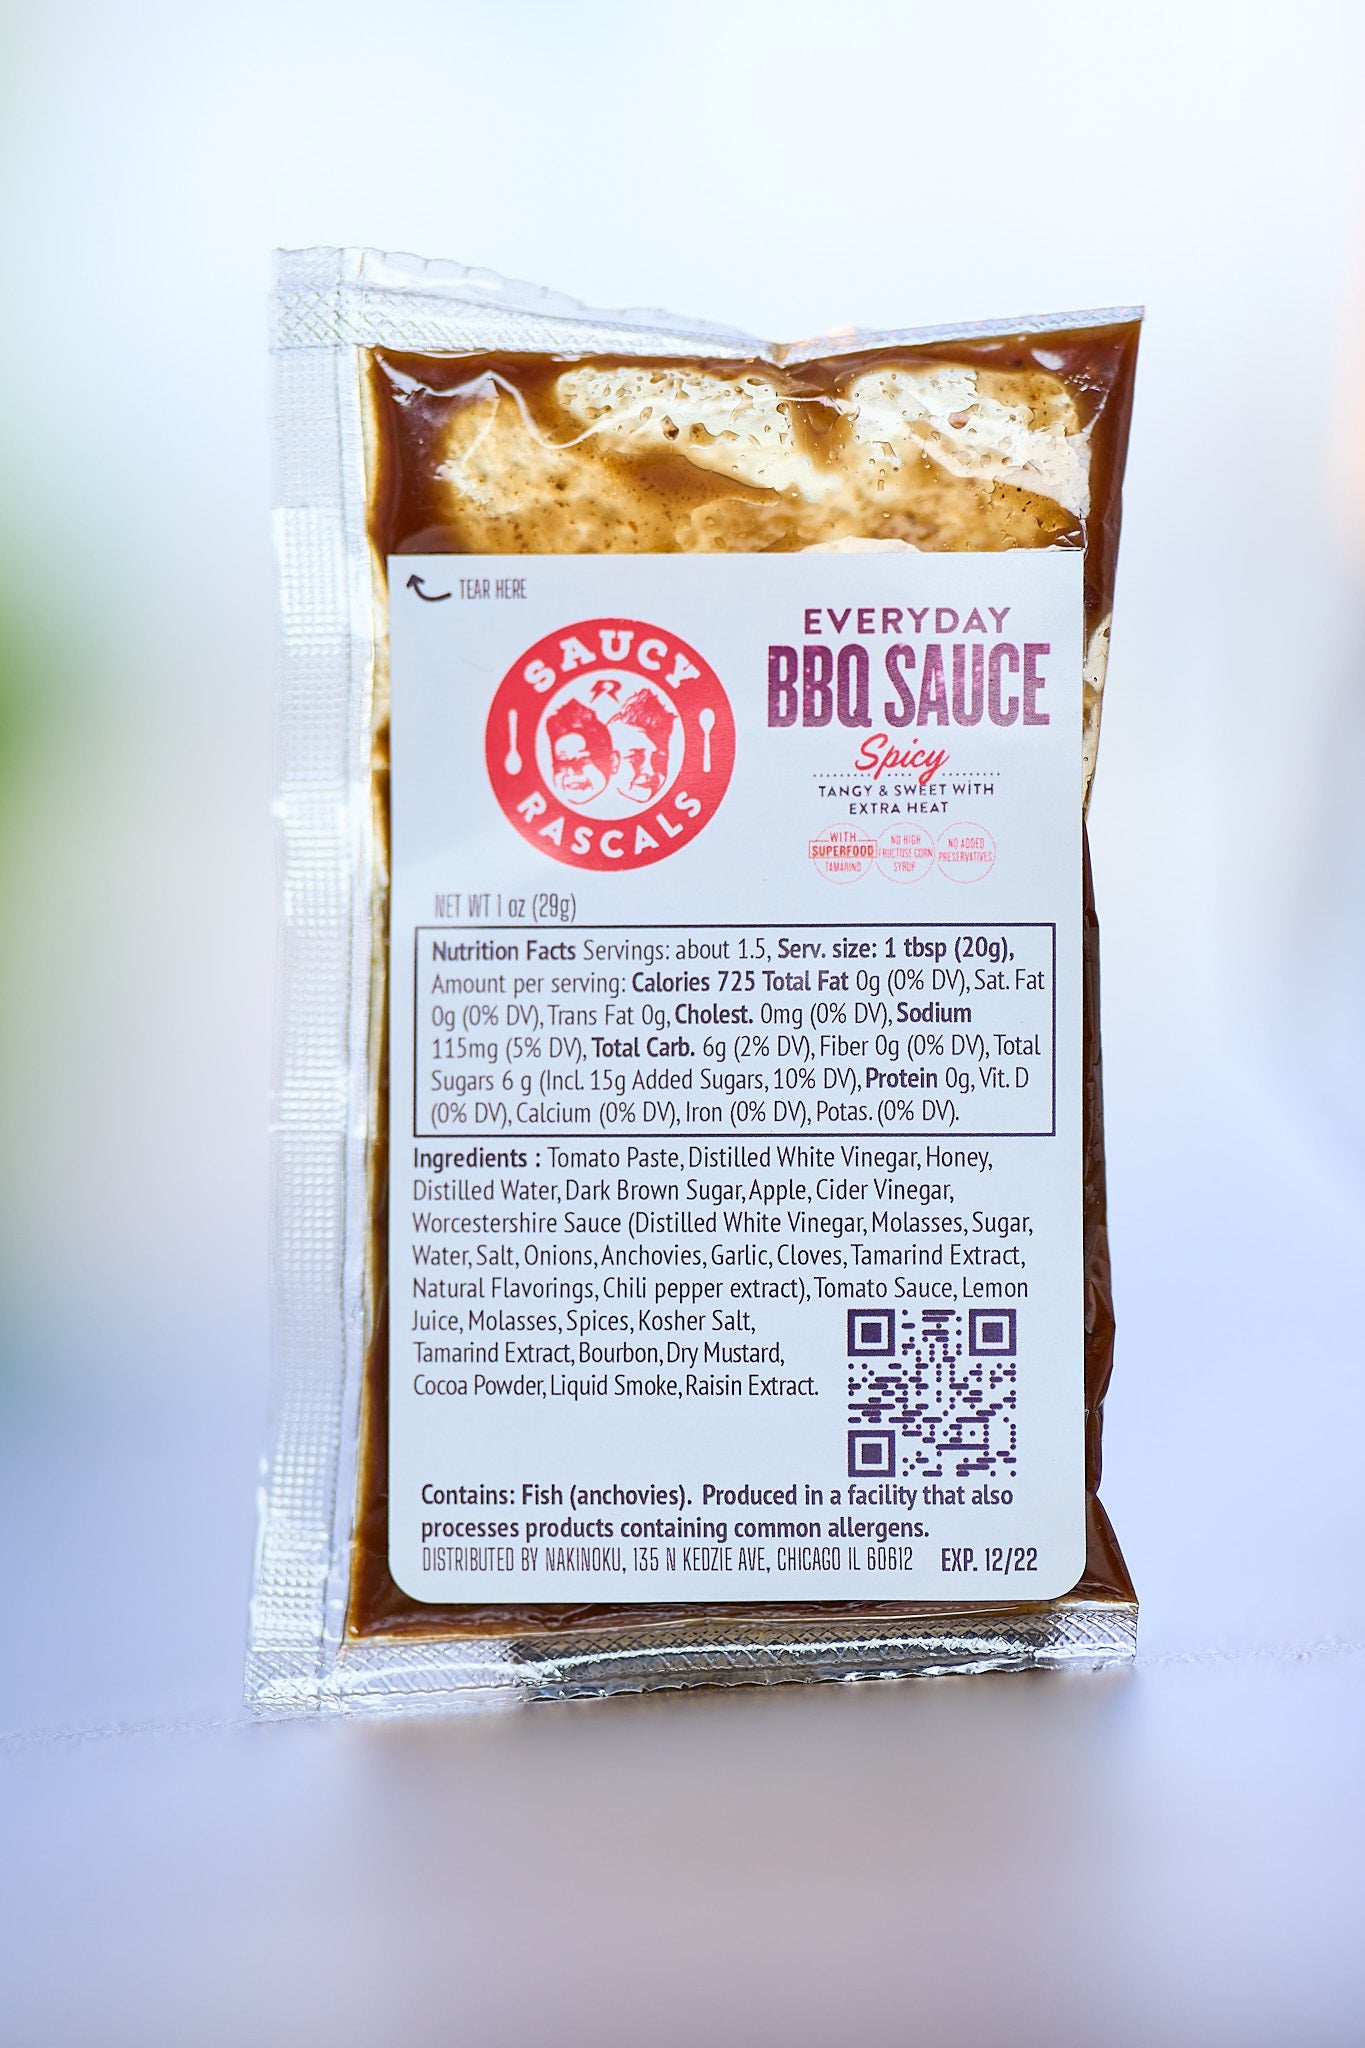 TEAR HERE
SAUCY
R
RASCALS
EVERYDAY
BBQ SAUCE
Spicy
TANGY & SWEET WITH
EXTRA HEAT
WITH
SUPERFOOD
TAMARIND
NO HIGH
FRUCTOSE CORN
SYRUP
NO ADDED
PRESERVATIVES
NET WT 1 oz (29g)
Nutrition Facts Servings: about 1.5, Serv. size: 1 tbsp (20g),
Amount per serving: Calories 725 Total Fat 0g (0% DV), Sat. Fat
0g (0% DV), Trans Fat 0g, Cholest. 0mg (0% DV), Sodium
115mg (5% DV), Total Carb. 6g (2% DV), Fiber 0g (0% DV), Total
Sugars 6 g (Incl. 15g Added Sugars, 10% DV), Protein 0g, Vit. D
(0% DV), Calcium (0% DV), Iron (0% DV), Potas. (0% DV).
Ingredients : Tomato Paste, Distilled White Vinegar, Honey,
Distilled Water, Dark Brown Sugar, Apple, Cider Vinegar,
Worcestershire Sauce (Distilled White Vinegar, Molasses, Sugar,
Water, Salt, Onions, Anchovies, Garlic, Cloves, Tamarind Extract,
Natural Flavorings, Chili pepper extract), Tomato Sauce, Lemon
Juice, Molasses, Spices, Kosher Salt,
Tamarind Extract, Bourbon, Dry Mustard,
Cocoa Powder, Liquid Smoke, Raisin Extract.
Contains: Fish (anchovies). Produced in a facility that also
processes products containing common allergens.
DISTRIBUTED BY NAKINOKU, 135 N KEDZIE AVE, CHICAGO IL 60612 EXP. 12/22